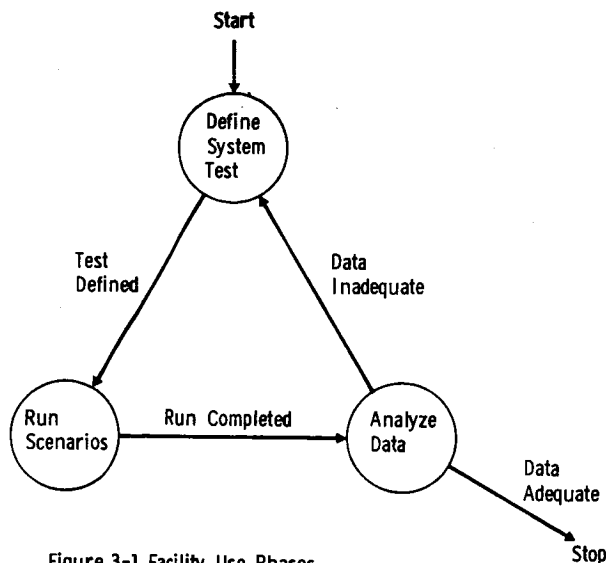 Start
Define
System
Test
Test
Defined
Data
Inadequate
Run
Scenarios
Run Completed
Analyze
Data
Data
Adequate
Stop
Figure 3-1 Facility Use Phases